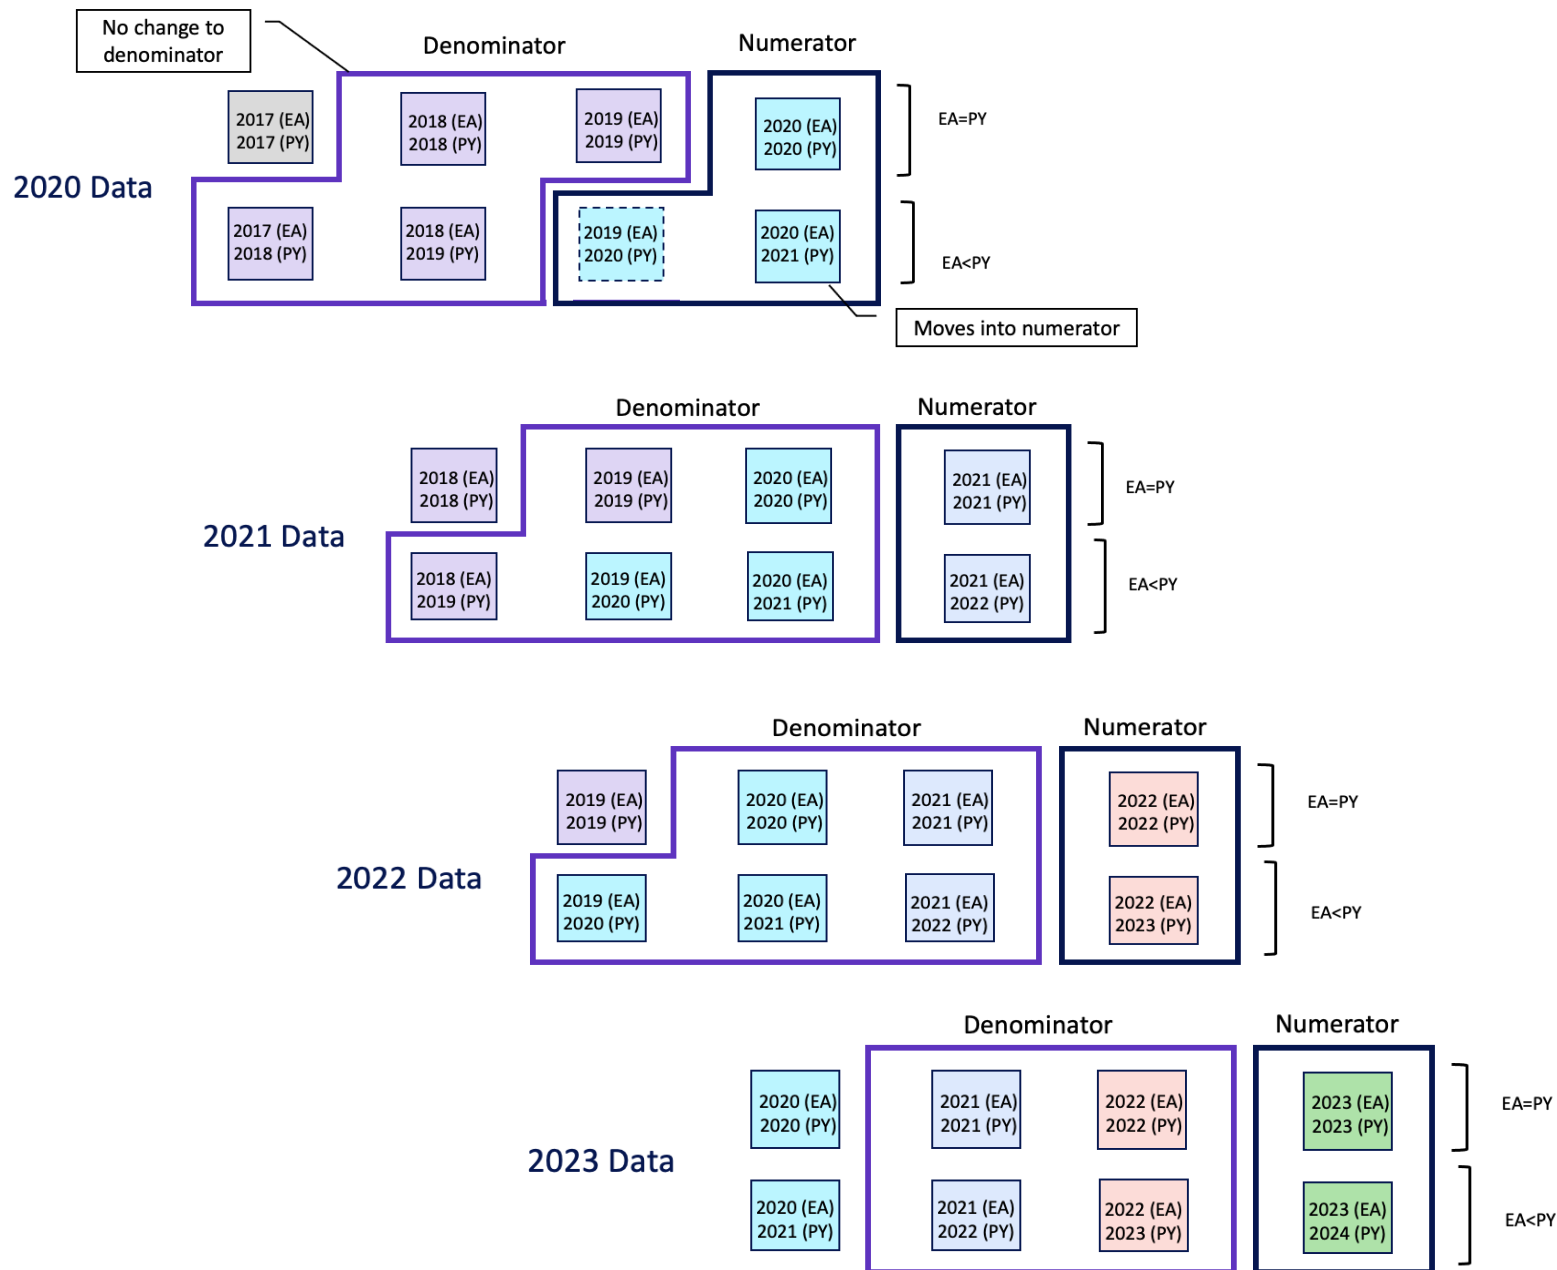 No change to
denominator
Denominator
Numerator
2017 (EA)
2017 (PY)
2018 (EA)
2018 (PY)
2019 (EA)
2019 (PY)
2020 (EA)
2020 (PY)
EA=PY
2020 Data
2017 (EA)
2018 (PY)
2018 (EA)
2019 (PY)
2019 (EA)
2020 (PY)
2020 (EA)
2021 (PY)
EA<PY
Moves into numerator
Denominator
Numerator
2018 (EA)
2018 (PY)
2019 (EA)
2019 (PY)
2020 (EA)
2020 (PY)
2021 (EA)
2021 (PY)
EA=PY
2021 Data
2018 (EA)
2019 (PY)
2019 (EA)
2020 (PY)
2020 (EA)
2021 (PY)
2021 (EA)
2022 (PY)
EA<PY
Denominator
Numerator
2019 (EA)
2019 (PY)
2020 (EA)
2020 (PY)
2021 (EA)
2021 (PY)
2022 (EA)
2022 (PY)
EA=PY
2022 Data
2019 (EA)
2020 (PY)
2020 (EA)
2021 (PY)
2021 (EA)
2022 (PY)
2022 (EA)
2023 (PY)
EA<PY
Denominator
Numerator
2020 (EA)
2020 (PY)
2021 (EA)
2021 (PY)
2022 (EA)
2022 (PY)
2023 (EA)
2023 (PY)
EA=PY
2023 Data
2020 (EA)
2021 (PY)
2021 (EA)
2022 (PY)
2022 (EA)
2023 (PY)
2023 (EA)
2024 (PY)
EA<PY